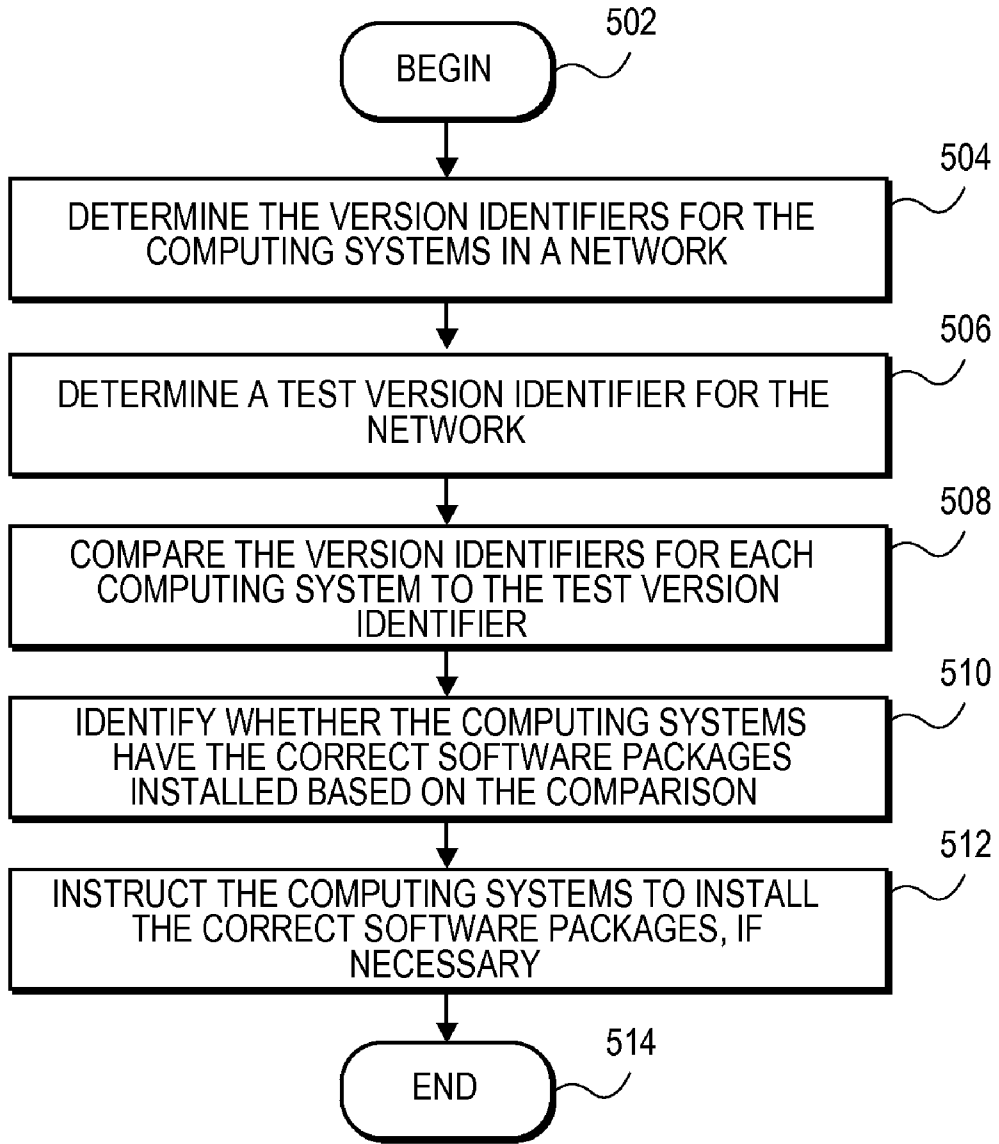 502
BEGIN
504
DETERMINE THE VERSION IDENTIFIERS FOR THE
COMPUTING SYSTEMS IN A NETWORK
506
DETERMINE A TEST VERSION IDENTIFIER FOR THE
NETWORK
508
COMPARE THE VERSION IDENTIFIERS FOR EACH
COMPUTING SYSTEM TO THE TEST VERSION
IDENTIFIER
510
IDENTIFY WHETHER THE COMPUTING SYSTEMS
HAVE THE CORRECT SOFTWARE PACKAGES
INSTALLED BASED ON THE COMPARISON
512
INSTRUCT THE COMPUTING SYSTEMS TO INSTALL
THE CORRECT SOFTWARE PACKAGES, IF
NECESSARY
514
END